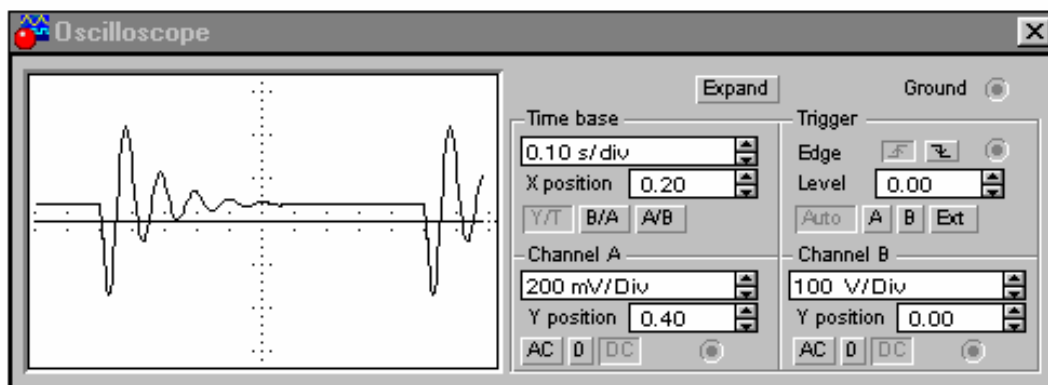 Oscilloscope
Expand
Ground
Time base
0.10 s/div
X position 0.20
Y/T B/A A/B
Trigger
Edge
Level 0.00
Auto A B Ext
Channel A
200 mV/Div
Y position 0.40
AC 0 DC
Channel B
100 V/Div
Y position 0.00
AC 0 DC